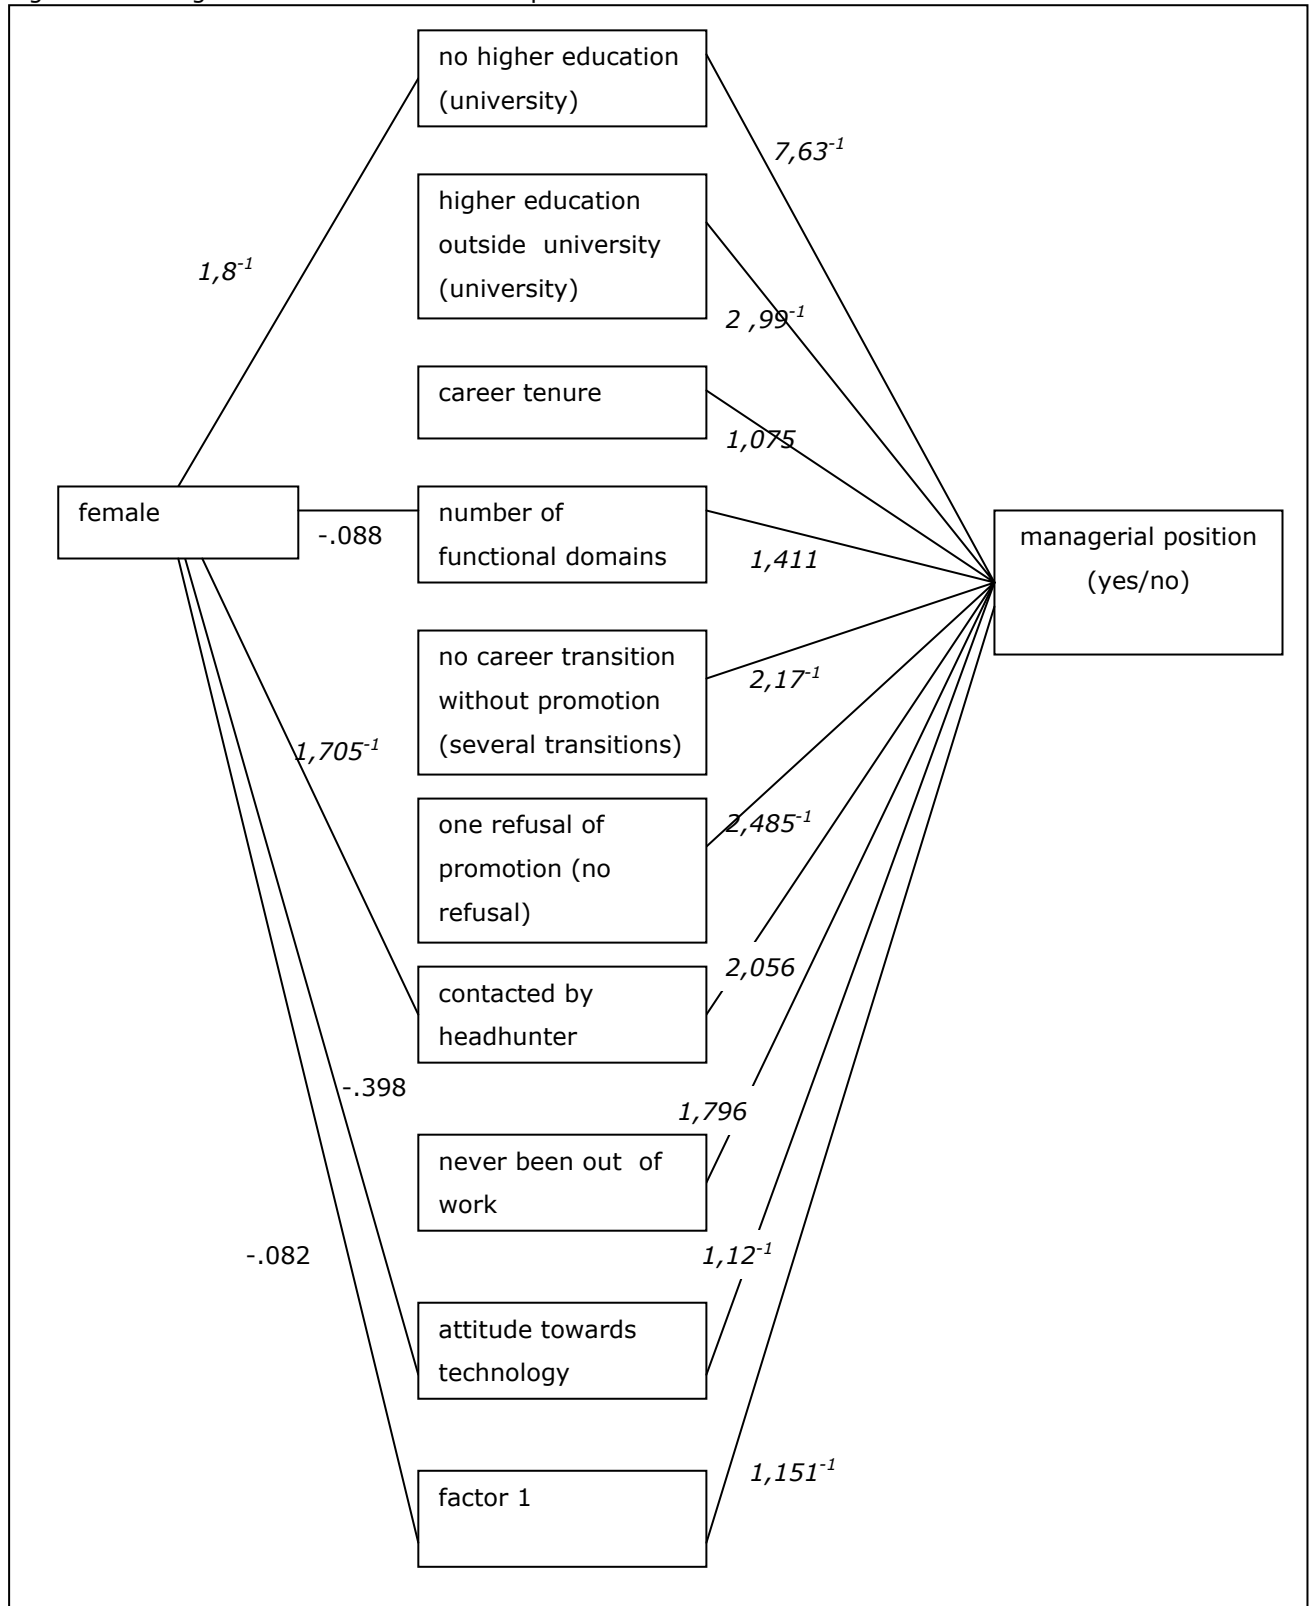 no higher education
(university)
7,63⁻¹
higher education
outside  university
(university)
1,8⁻¹
2 ,99⁻¹
career tenure
1,075
female
-.088
number of
functional domains
1,411
managerial position
(yes/no)
no career transition
without promotion
(several transitions)
2,17⁻¹
1,705⁻¹
one refusal of
promotion (no
refusal)
2,485⁻¹
contacted by
headhunter
2,056
-.398
1,796
never been out  of
work
-.082
1,12⁻¹
attitude towards
technology
factor 1
1,151⁻¹